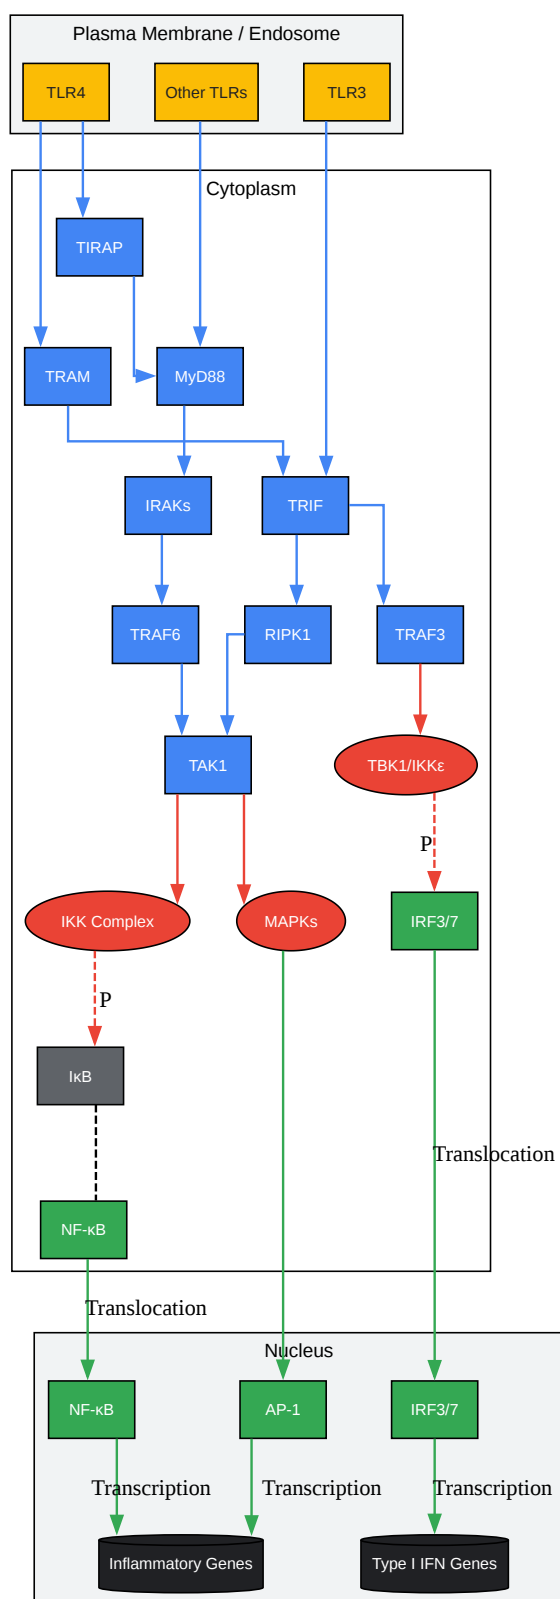 Plasma Membrane / Endosome
TLR4
Other TLRs
TLR3
Cytoplasm
TIRAP
TRAM
MyD88
IRAKs
TRIF
TRAF6
RIPK1
TRAF3
TAK1
TBK1/IKKε
P
IKK Complex
MAPKs
IRF3/7
P
IκB
Translocation
NF-κB
Translocation
Nucleus
NF-κB
AP-1
IRF3/7
Transcription
Transcription
Transcription
Inflammatory Genes
Type I IFN Genes